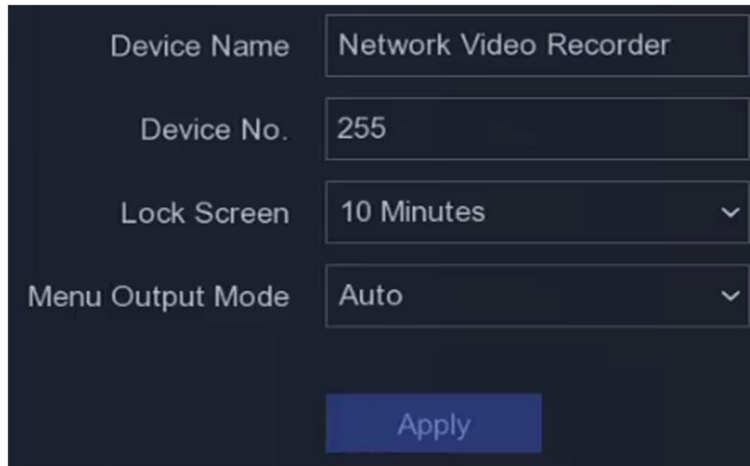 Device Name Network Video Recorder
Device No. 255
Lock Screen 10 Minutes
Menu Output Mode Auto
Apply